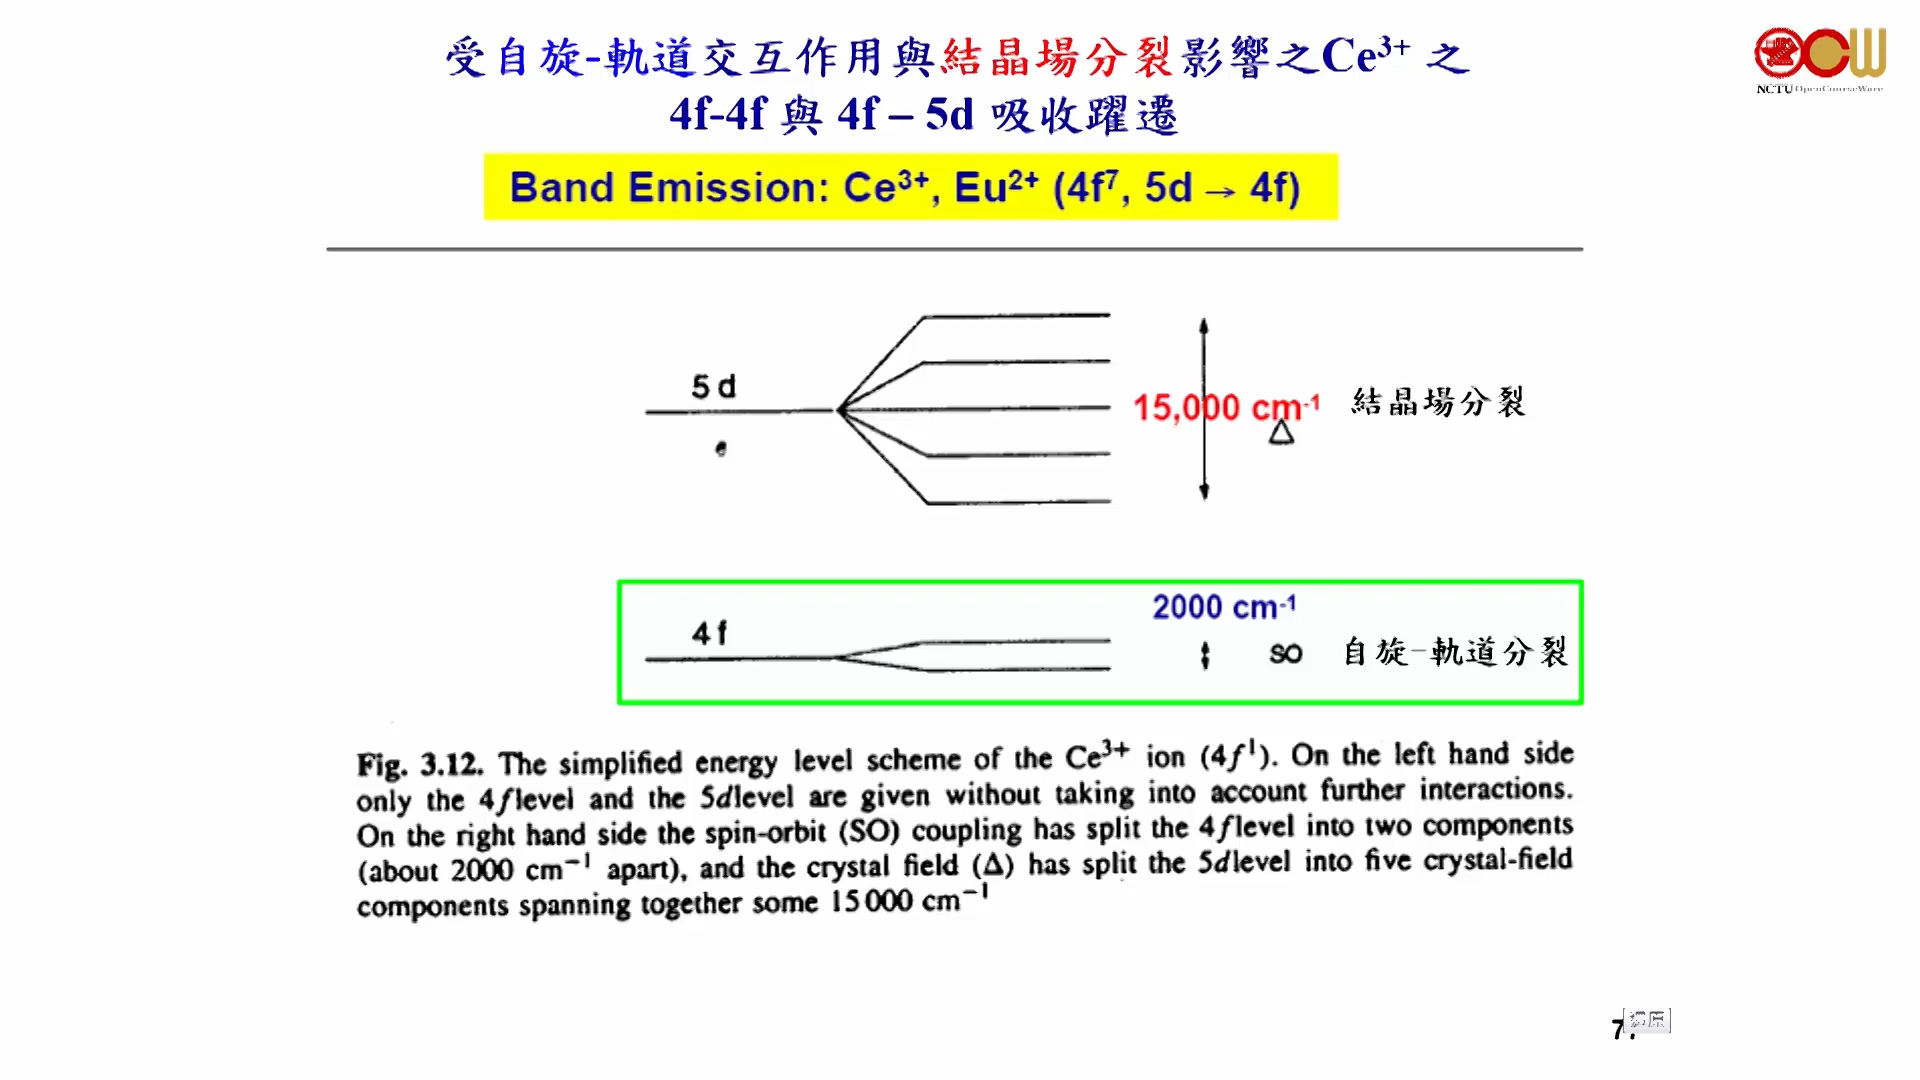 受自旋-軌道交互作用與結晶場分裂影響之Ce³⁺ 之
4f-4f 與 4f – 5d 吸收躍遷
NCTU OpenCourseWare
Band Emission: Ce³⁺, Eu²⁺ (4f⁷, 5d → 4f)
5 d
15,000 cm⁻¹ 結晶場分裂
Δ
e
2000 cm⁻¹
4 f
SO 自旋-軌道分裂
Fig. 3.12. The simplified energy level scheme of the Ce³⁺ ion (4f¹). On the left hand side
only the 4f level and the 5d level are given without taking into account further interactions.
On the right hand side the spin-orbit (SO) coupling has split the 4f level into two components
(about 2000 cm⁻¹ apart), and the crystal field (Δ) has split the 5d level into five crystal-field
components spanning together some 15 000 cm⁻¹